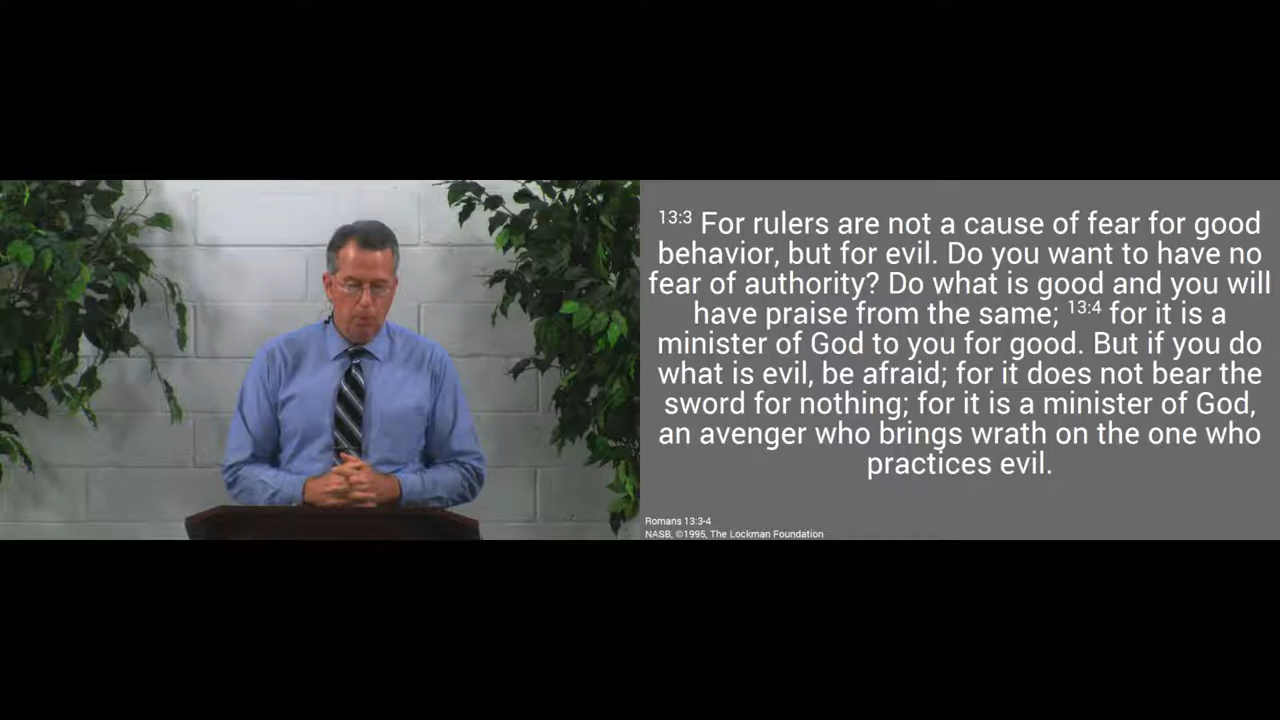 13:3 For rulers are not a cause of fear for good
behavior, but for evil. Do you want to have no
fear of authority? Do what is good and you will
have praise from the same; 13:4 for it is a
minister of God to you for good. But if you do
what is evil, be afraid; for it does not bear the
sword for nothing; for it is a minister of God,
an avenger who brings wrath on the one who
practices evil.
Romans 13:3-4
NASB, ©1995, The Lockman Foundation